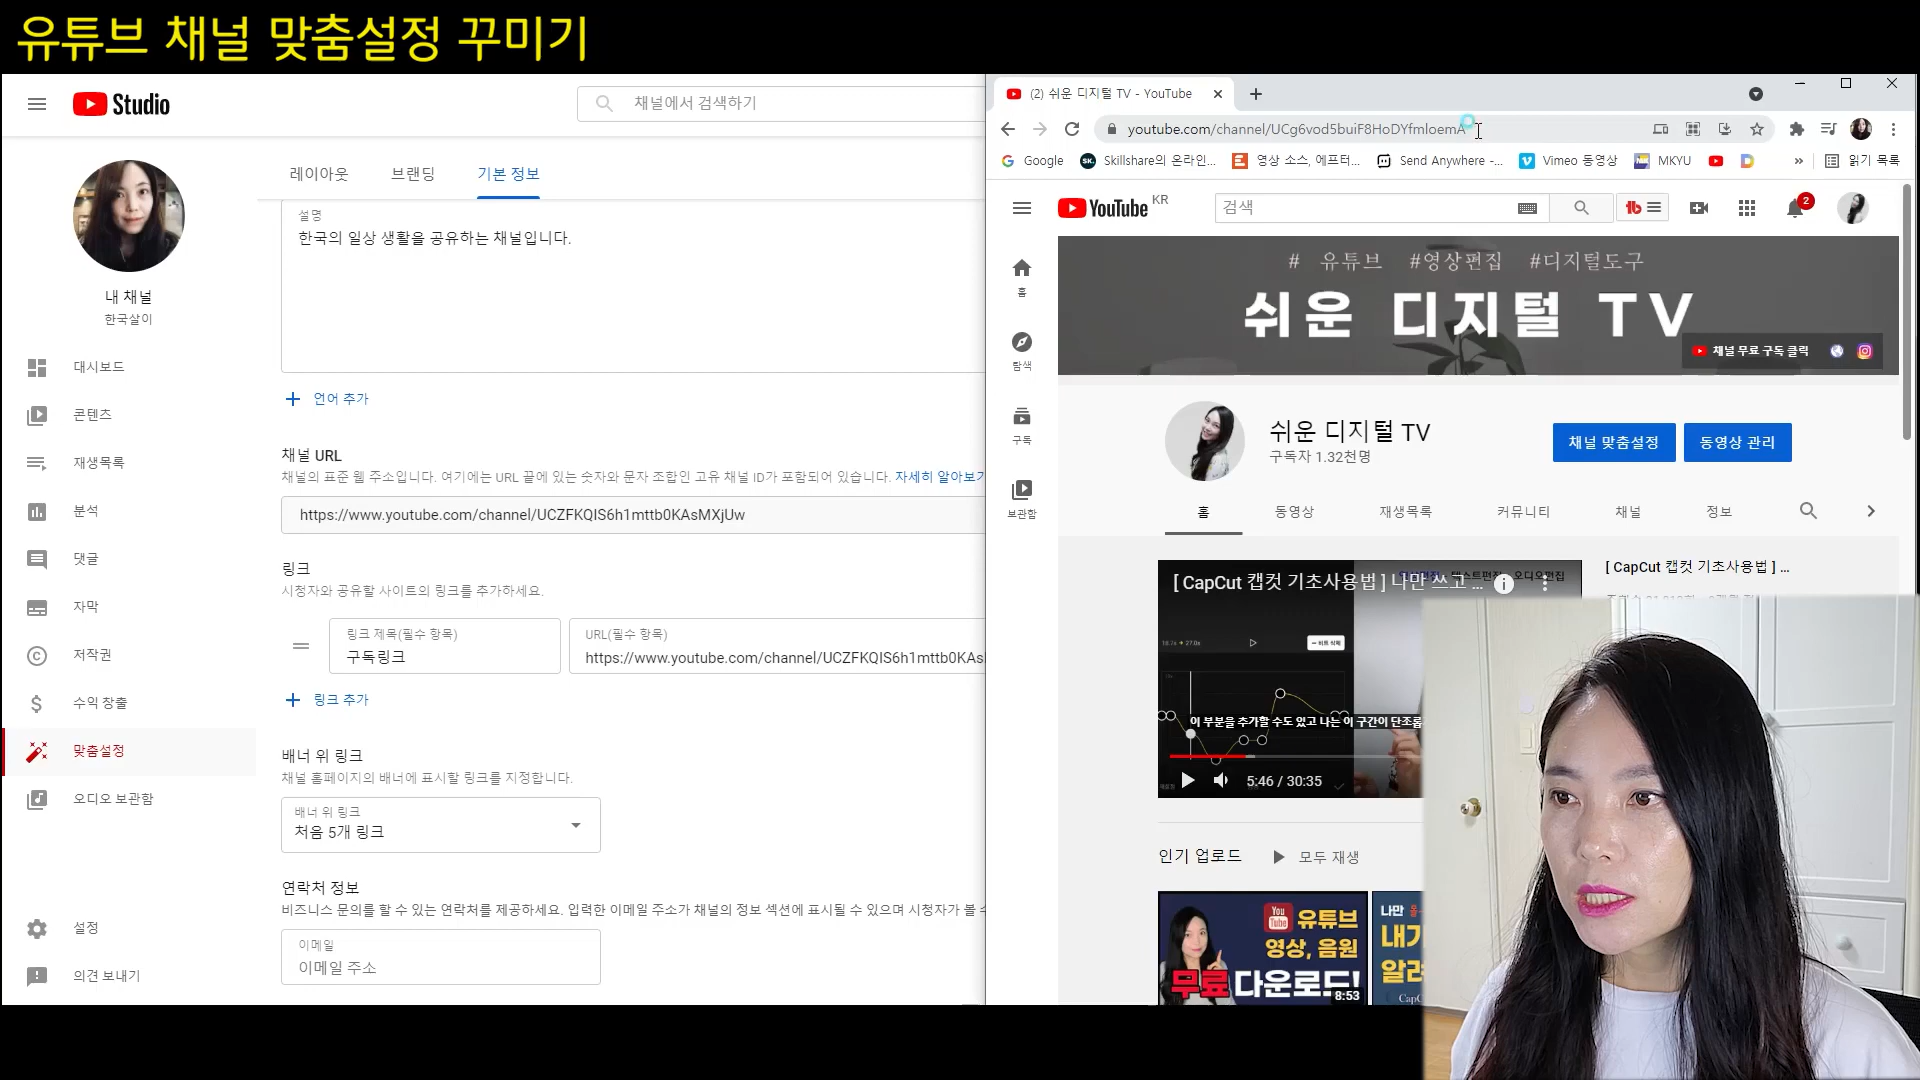 유튜브 채널 맞춤설정 꾸미기
Studio
채널에서 검색하기
내 채널
한국살이
대시보드
콘텐츠
재생목록
분석
댓글
자막
저작권
수익 창출
맞춤설정
오디오 보관함
설정
의견 보내기
레이아웃
브랜딩
기본 정보
설명
한국의 일상 생활을 공유하는 채널입니다.
언어 추가
채널 URL
채널의 표준 웹 주소입니다. 여기에는 URL 끝에 있는 숫자와 문자 조합인 고유 채널 ID가 포함되어 있습니다. 자세히 알아보기
https://www.youtube.com/channel/UCZFKQIS6h1mttb0KAsMXjUw
링크
시청자와 공유할 사이트의 링크를 추가하세요.
링크 제목(필수 항목)
구독링크
URL(필수 항목)
https://www.youtube.com/channel/UCZFKQIS6h1mttb0KAs
링크 추가
배너 위 링크
채널 홈페이지의 배너에 표시할 링크를 지정합니다.
배너 위 링크
처음 5개 링크
연락처 정보
비즈니스 문의를 할 수 있는 연락처를 제공하세요. 입력한 이메일 주소가 채널의 정보 섹션에 표시될 수 있으며 시청자가 볼 수
이메일
이메일 주소
(2) 쉬운 디지털 TV - YouTube
youtube.com/channel/UCg6vod5buiF8HoDYfmloemA
Google
Skillshare의 온라인...
영상 소스, 에프터...
Send Anywhere -...
Vimeo 동영상
MKYU
읽기 목록
YouTube KR
검색
2
홈
탐색
구독
보관함
# 유튜브 #영상편집 #디지털도구
쉬운 디지털 TV
채널 무료 구독 클릭
쉬운 디지털 TV
구독자 1.32천명
채널 맞춤설정
동영상 관리
홈
동영상
재생목록
커뮤니티
채널
정보
[ CapCut 캡컷 기초사용법 ] 나만 쓰고 ...
이 부분을 추가할 수도 있고 나는 이 구간이 단조롭
5:46 / 30:35
[ CapCut 캡컷 기초사용법 ] ...
인기 업로드
모두 재생
You Tube 유튜브
영상, 음원
무료 다운로드!
8:53
나만
내가
알려